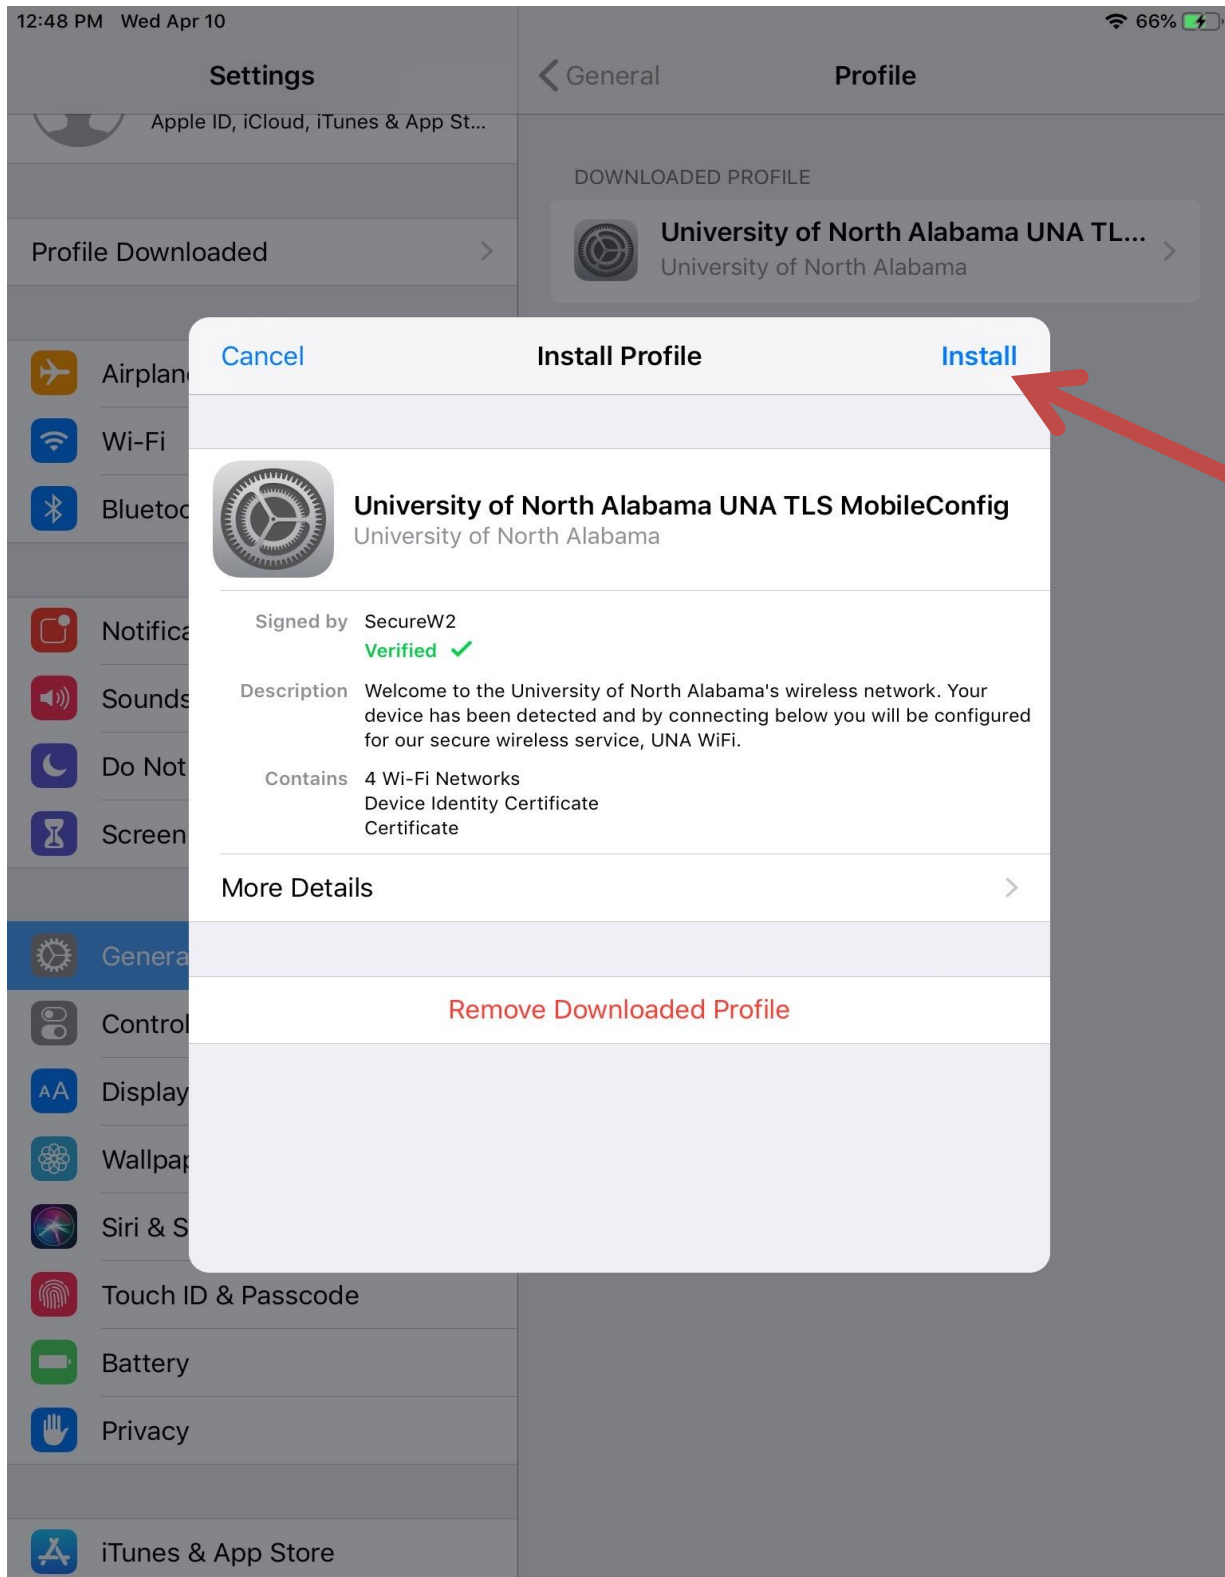 12:48 PM Wed Apr 10
66%
Settings
General
Profile
Apple ID, iCloud, iTunes & App St...
DOWNLOADED PROFILE
University of North Alabama UNA TL...
University of North Alabama
Profile Downloaded
Cancel
Install Profile
Install
Airplan
Wi-Fi
Bluetoo
University of North Alabama UNA TLS MobileConfig
University of North Alabama
Signed by SecureW2
Verified
Notifica
Description Welcome to the University of North Alabama's wireless network. Your
device has been detected and by connecting below you will be configured
for our secure wireless service, UNA WiFi.
Sounds
Do Not
Contains 4 Wi-Fi Networks
Device Identity Certificate
Certificate
Screen
More Details
Genera
Remove Downloaded Profile
Control
AA
Display
Wallpap
Siri & S
Touch ID & Passcode
Battery
Privacy
iTunes & App Store